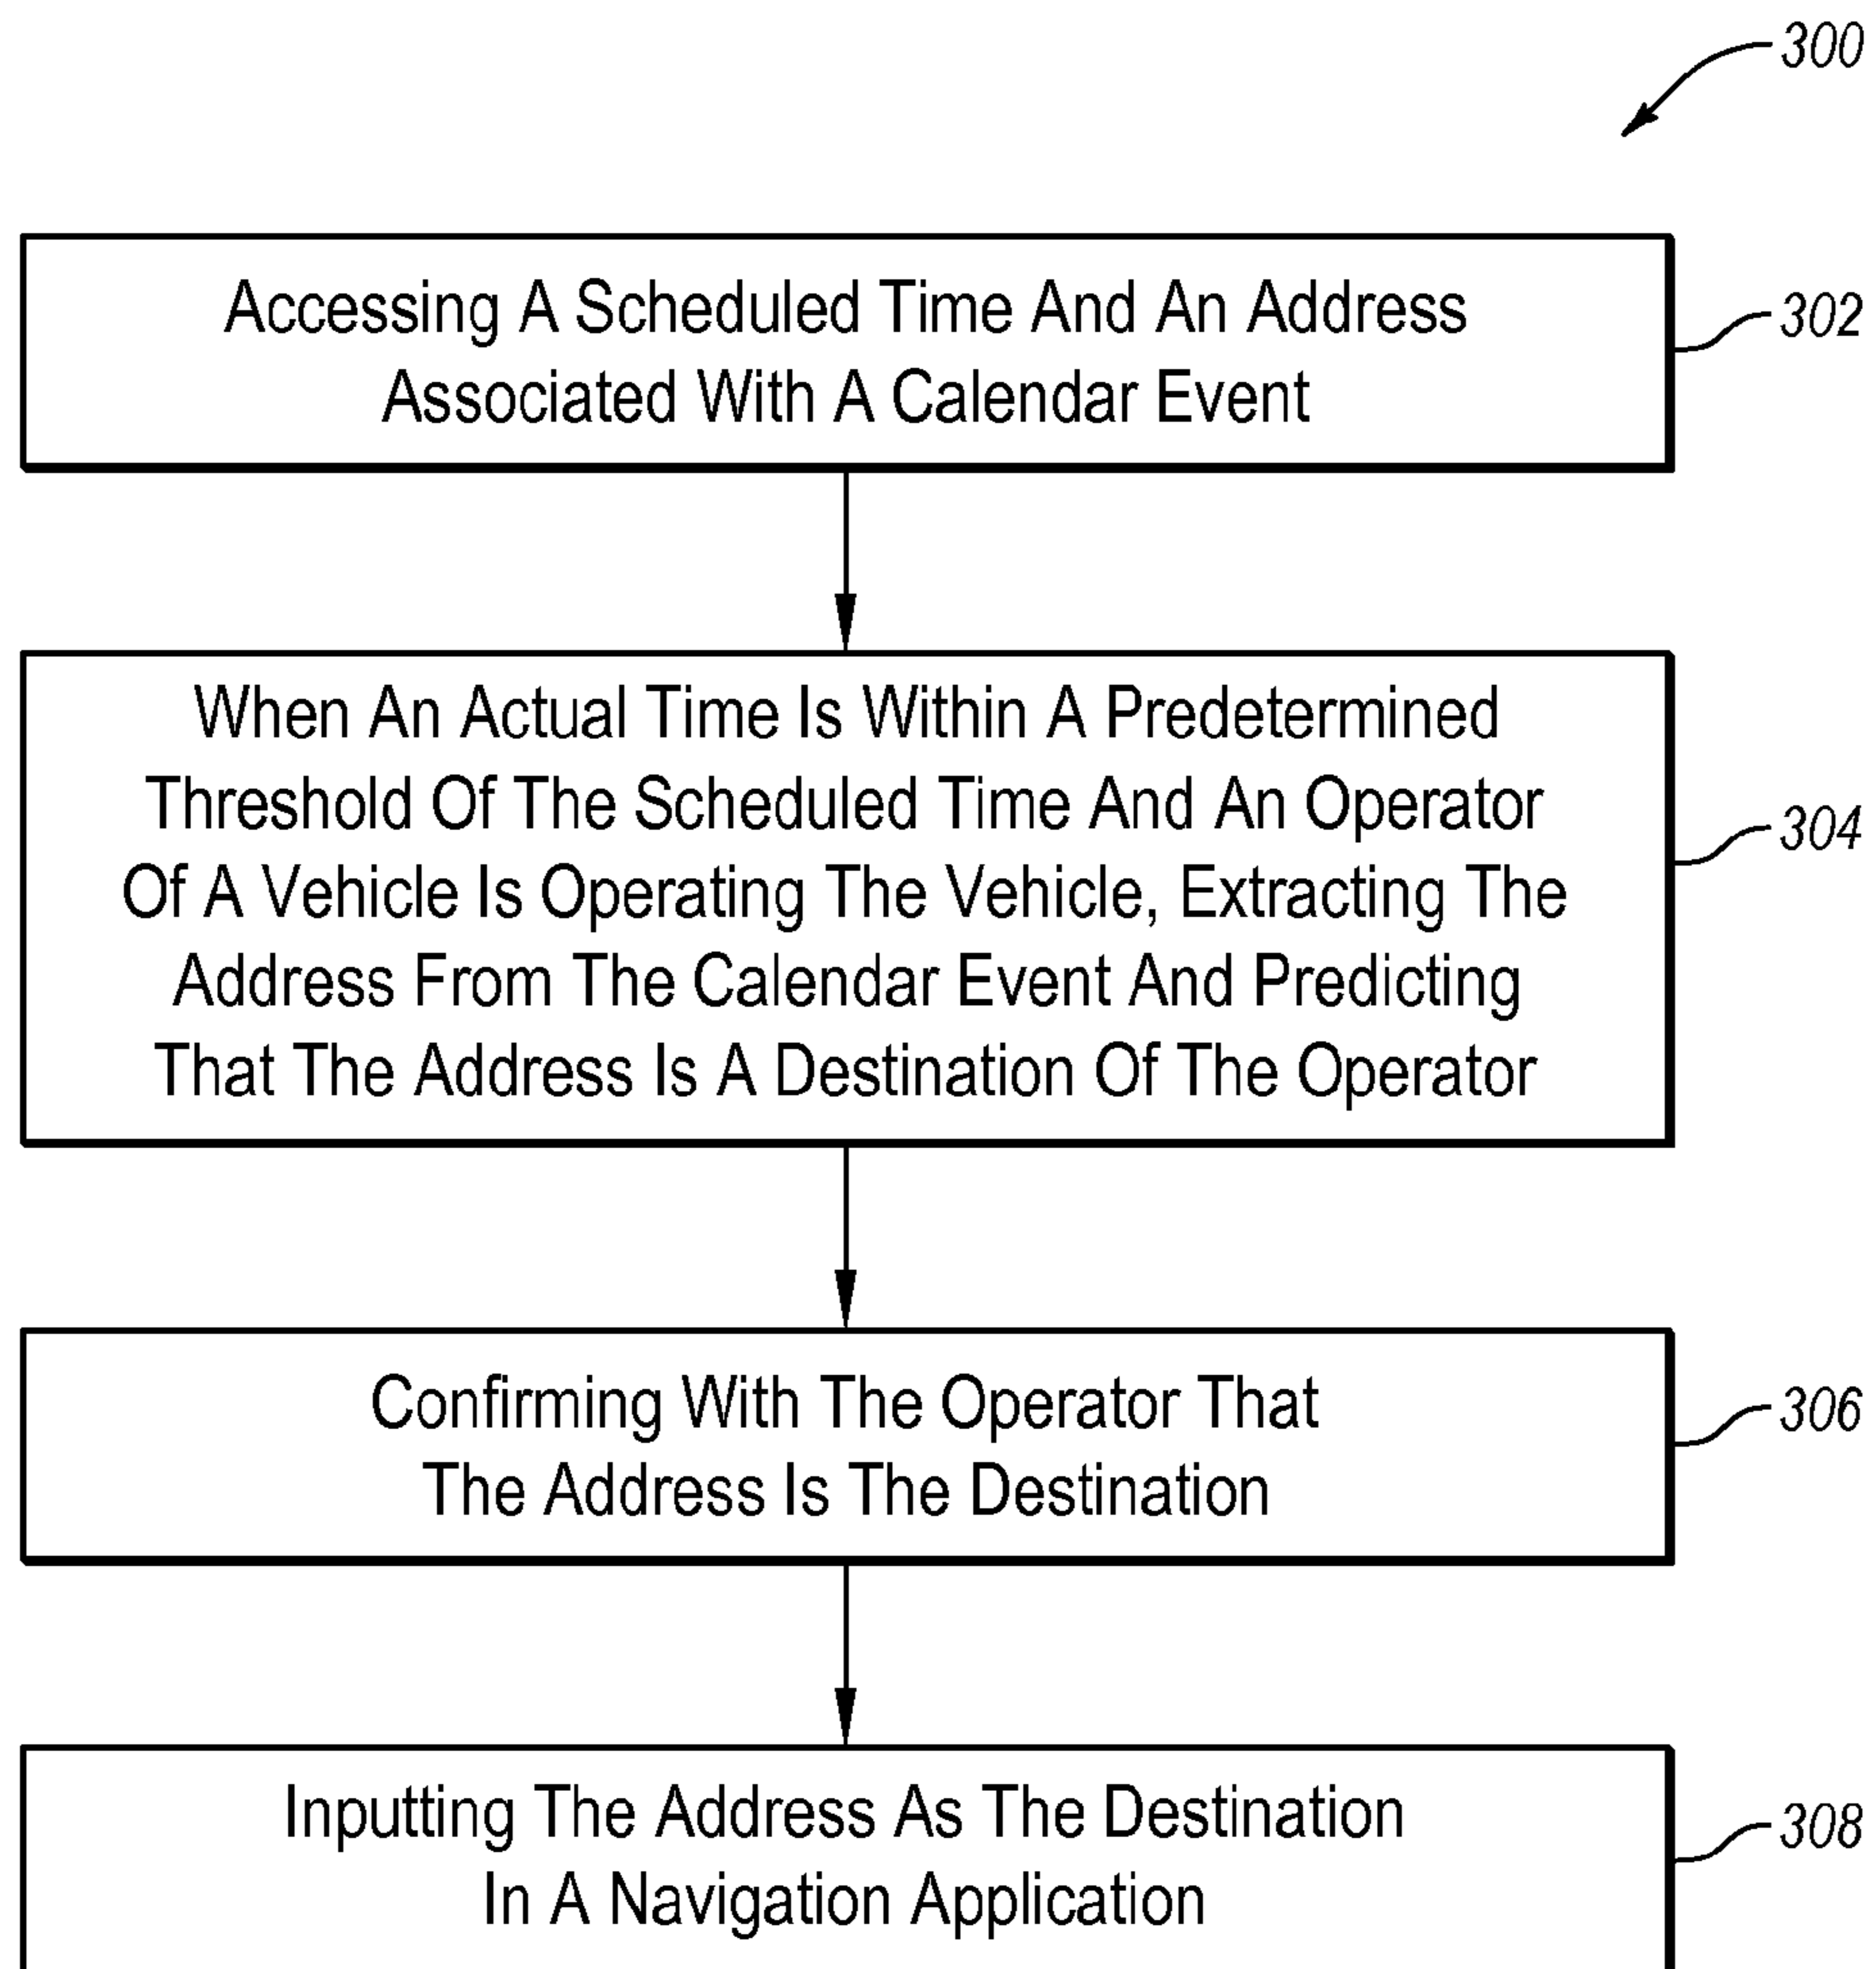 300
Accessing A Scheduled Time And An Address
Associated With A Calendar Event
302
When An Actual Time Is Within A Predetermined
Threshold Of The Scheduled Time And An Operator
Of A Vehicle Is Operating The Vehicle, Extracting The
Address From The Calendar Event And Predicting
That The Address Is A Destination Of The Operator
304
Confirming With The Operator That
The Address Is The Destination
306
Inputting The Address As The Destination
In A Navigation Application
308